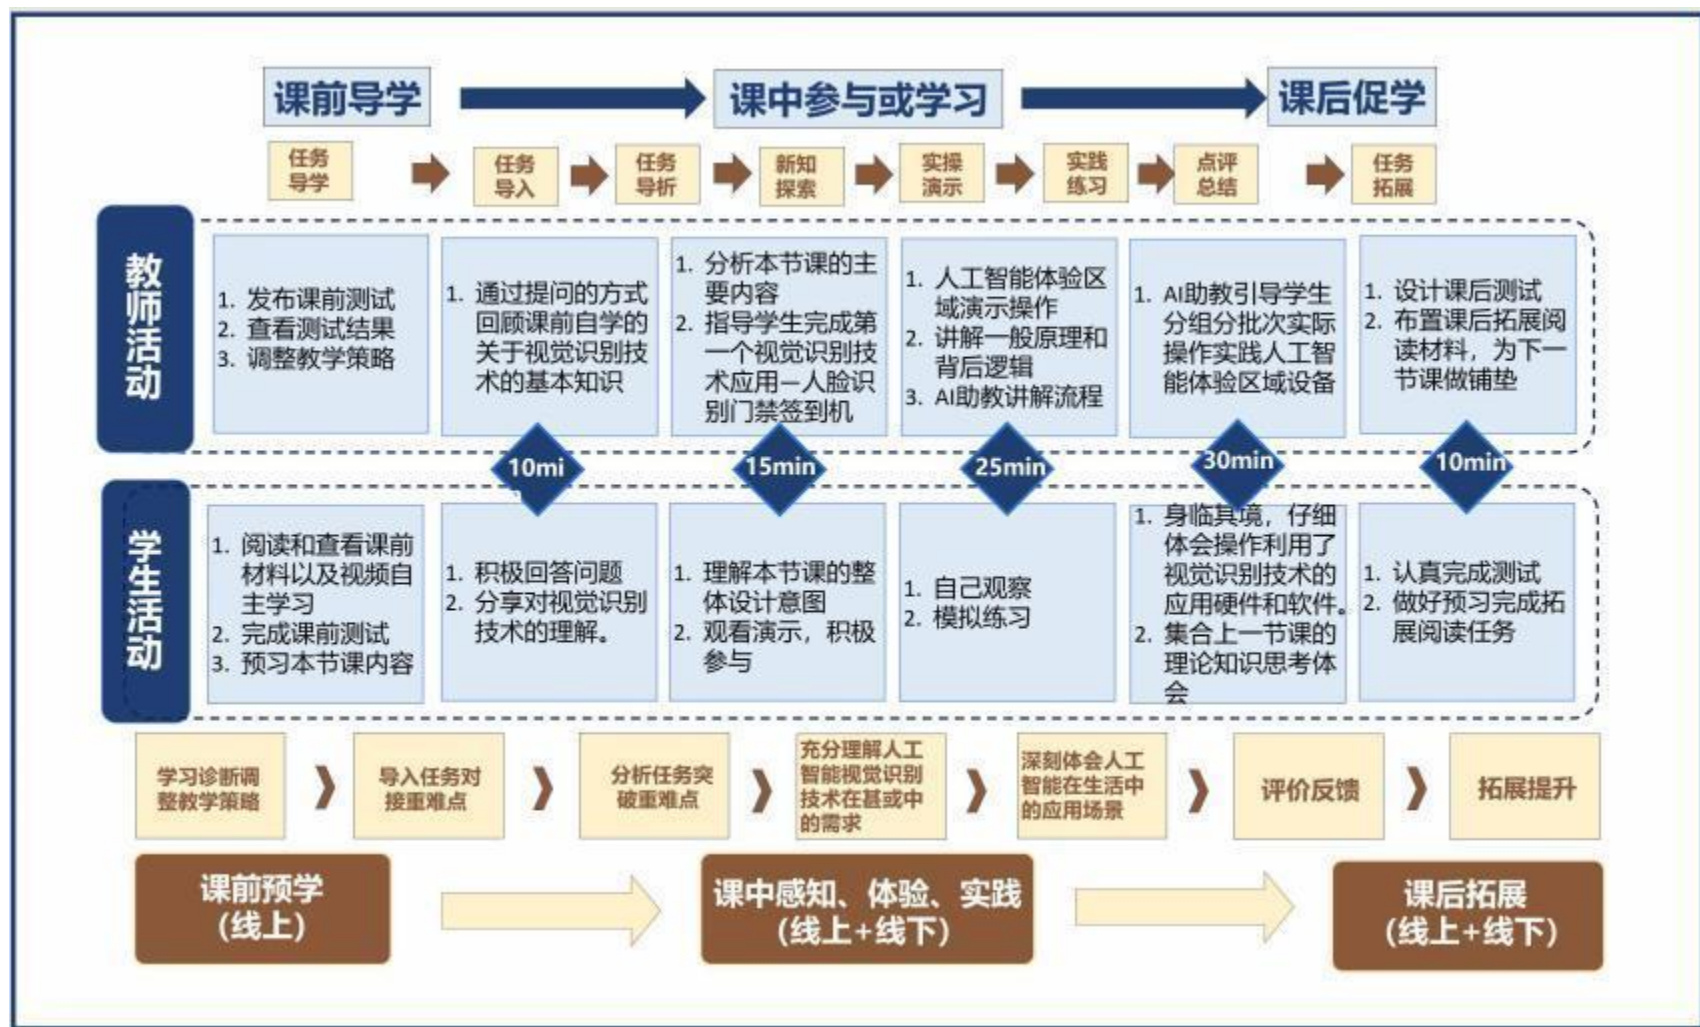 课前导学
课中参与或学习
课后促学
任务
导学
任务
导入
任务
导析
新知
探索
实操
演示
实践
练习
点评
总结
任务
拓展
教师活动
1. 发布课前测试
2. 查看测试结果
3. 调整教学策略
1. 通过提问的方式
回顾课前自学的
关于视觉识别技
术的基本知识
1. 分析本节课的主
要内容
2. 指导学生完成第
一个视觉识别技
术应用—人脸识
别门禁签到机
1. 人工智能体验区
域演示操作
2. 讲解一般原理和
背后逻辑
3. AI助教讲解流程
1. AI助教引导学生
分组分批次实际
操作实践人工智
能体验区域设备
1. 设计课后测试
2. 布置课后拓展阅
读材料，为下一
节课做铺垫
10mi
15min
25min
30min
10min
学生活动
1. 阅读和查看课前
材料以及视频自
主学习
2. 完成课前测试
3. 预习本节课内容
1. 积极回答问题
2. 分享对视觉识别
技术的理解。
1. 理解本节课的整
体设计意图
2. 观看演示，积极
参与
1. 自己观察
2. 模拟练习
1. 身临其境，仔细
体会操作利用了
视觉识别技术的
应用硬件和软件。
2. 集合上一节课的
理论知识思考体
会
1. 认真完成测试
2. 做好预习完成拓
展阅读任务
学习诊断调
整教学策略
导入任务对
接重难点
分析任务突
破重难点
充分理解人工
智能视觉识别
技术在甚或中
的需求
深刻体会人工
智能在生活中
的应用场景
评价反馈
拓展提升
课前预学
（线上）
课中感知、体验、实践
（线上+线下）
课后拓展
（线上+线下）